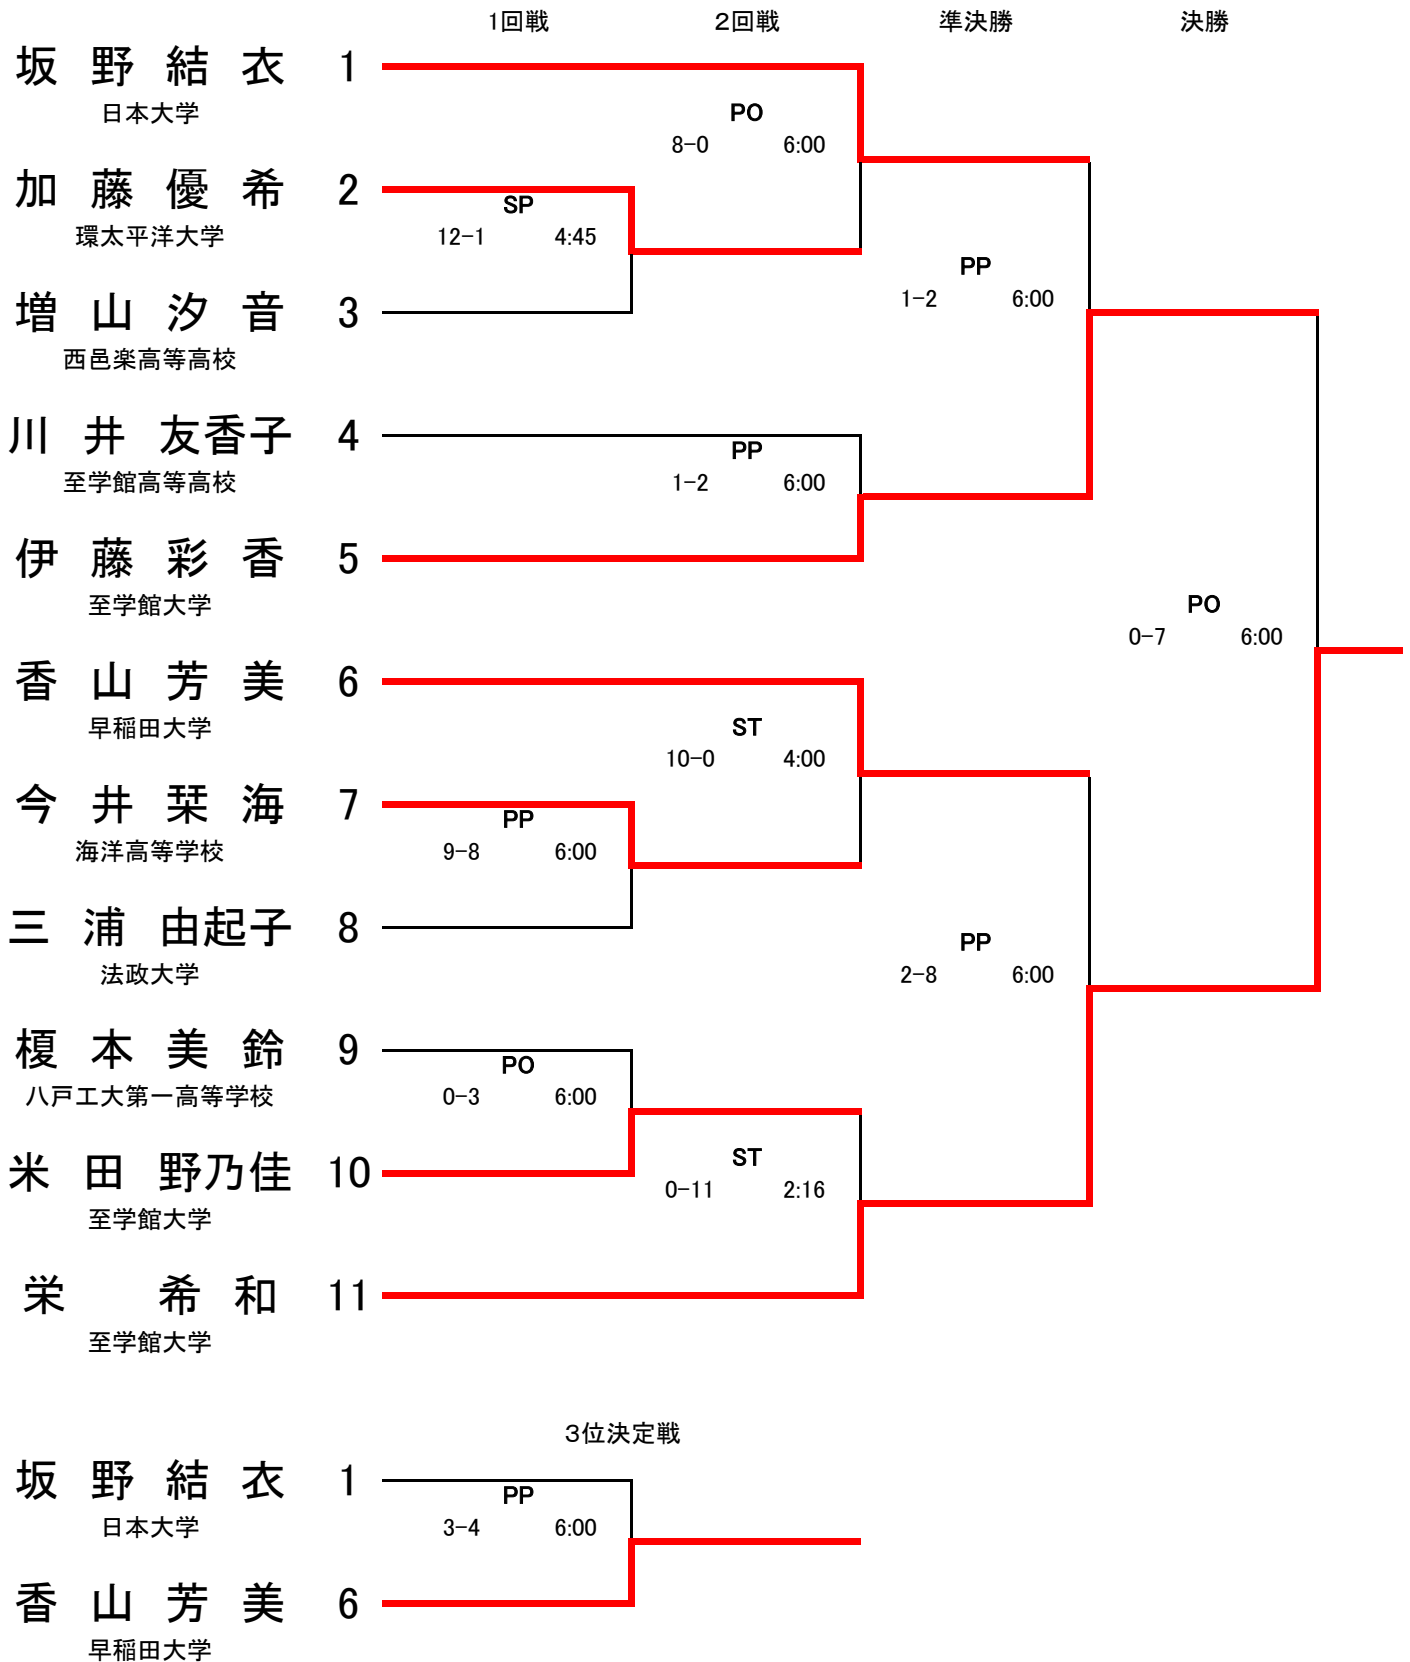 1回戦 2回戦 準決勝 決勝
坂野結衣 1
日本大学
PO
8-0 6:00
加藤優希 2
環太平洋大学
SP
12-1 4:45
増山汐音 3
西邑楽高等高校
PP
1-2 6:00
川井友香子 4
至学館高等高校
PP
1-2 6:00
伊藤彩香 5
至学館大学
PO
0-7 6:00
香山芳美 6
早稲田大学
ST
10-0 4:00
今井栞海 7
海洋高等学校
PP
9-8 6:00
三浦由起子 8
法政大学
PP
2-8 6:00
榎本美鈴 9
八戸工大第一高等学校
PO
0-3 6:00
米田野乃佳 10
至学館大学
ST
0-11 2:16
栄希和 11
至学館大学
3位決定戦
坂野結衣 1
日本大学
PP
3-4 6:00
香山芳美 6
早稲田大学